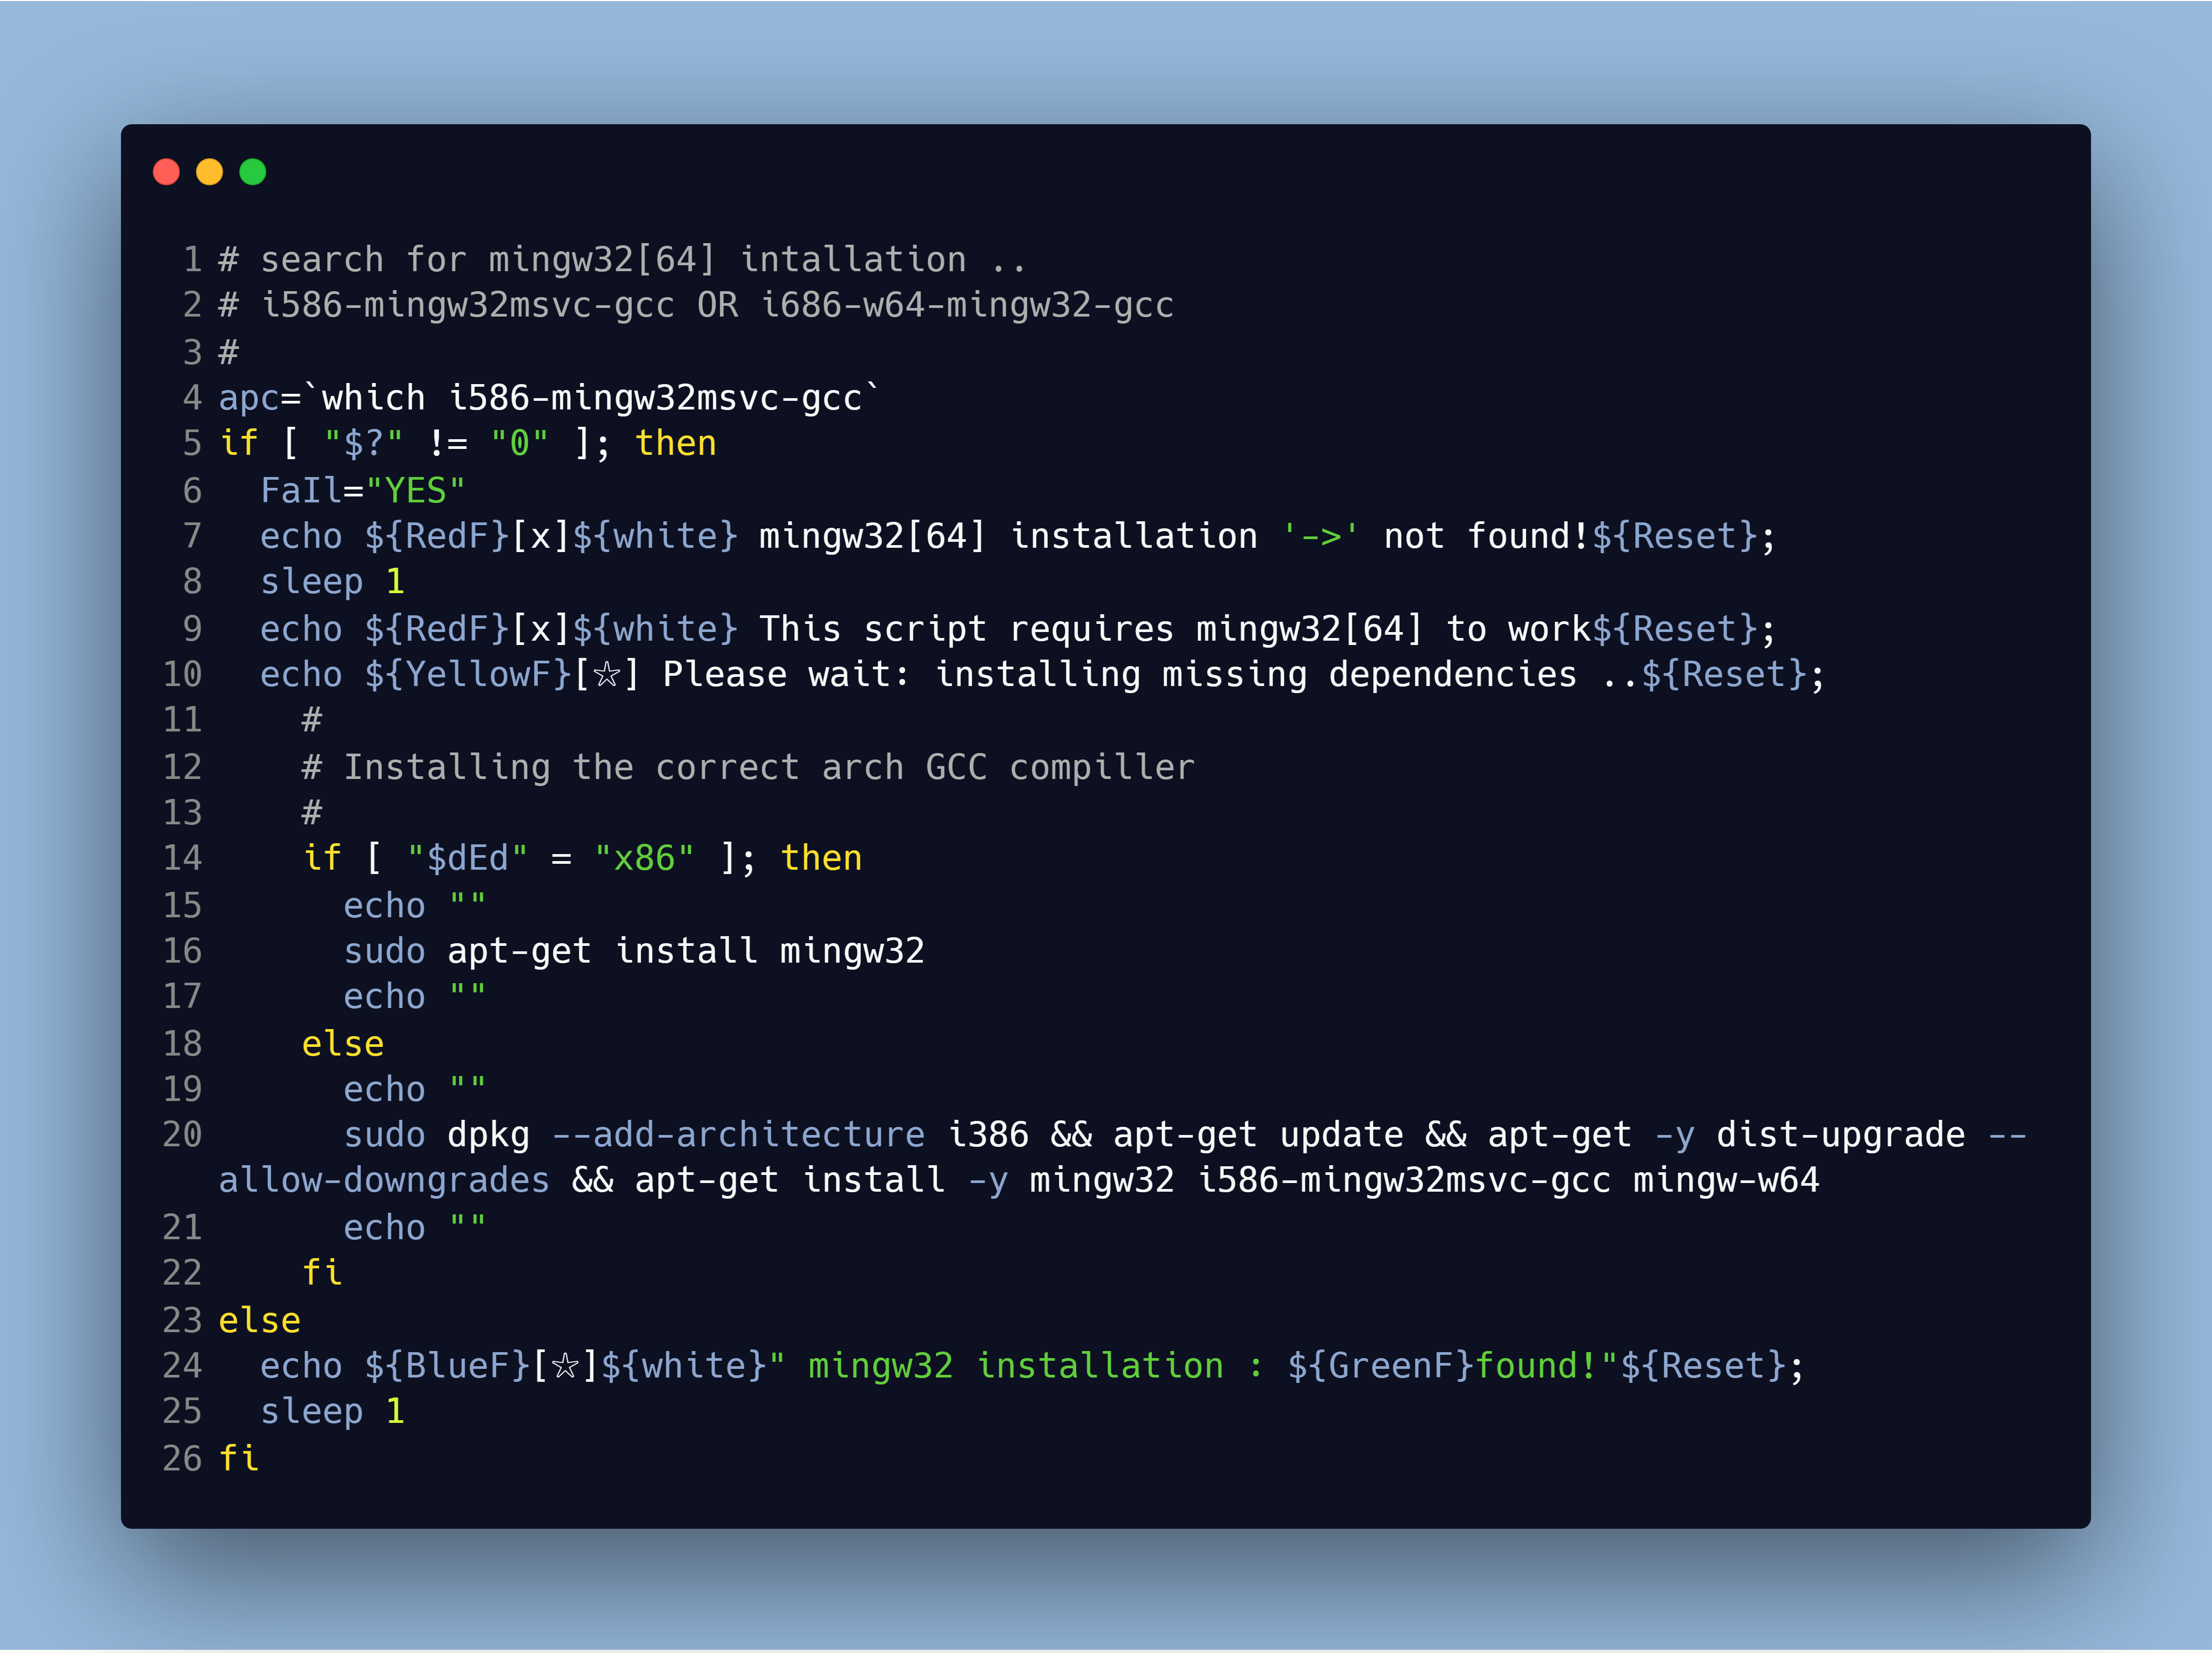 1 # search for mingw32[64] intallation ..
2 # i586-mingw32msvc-gcc OR i686-w64-mingw32-gcc
3 #
4 apc=`which i586-mingw32msvc-gcc`
5 if [ "$?" != "0" ]; then
6   FaIl="YES"
7   echo ${RedF}[x]${white} mingw32[64] installation '->' not found!${Reset};
8   sleep 1
9   echo ${RedF}[x]${white} This script requires mingw32[64] to work${Reset};
10   echo ${YellowF}[☆] Please wait: installing missing dependencies ..${Reset};
11     #
12     # Installing the correct arch GCC compiller
13     #
14     if [ "$dEd" = "x86" ]; then
15       echo ""
16       sudo apt-get install mingw32
17       echo ""
18     else
19       echo ""
20       sudo dpkg --add-architecture i386 && apt-get update && apt-get -y dist-upgrade --
allow-downgrades && apt-get install -y mingw32 i586-mingw32msvc-gcc mingw-w64
21       echo ""
22     fi
23 else
24   echo ${BlueF}[☆]${white}" mingw32 installation : ${GreenF}found!"${Reset};
25   sleep 1
26 fi